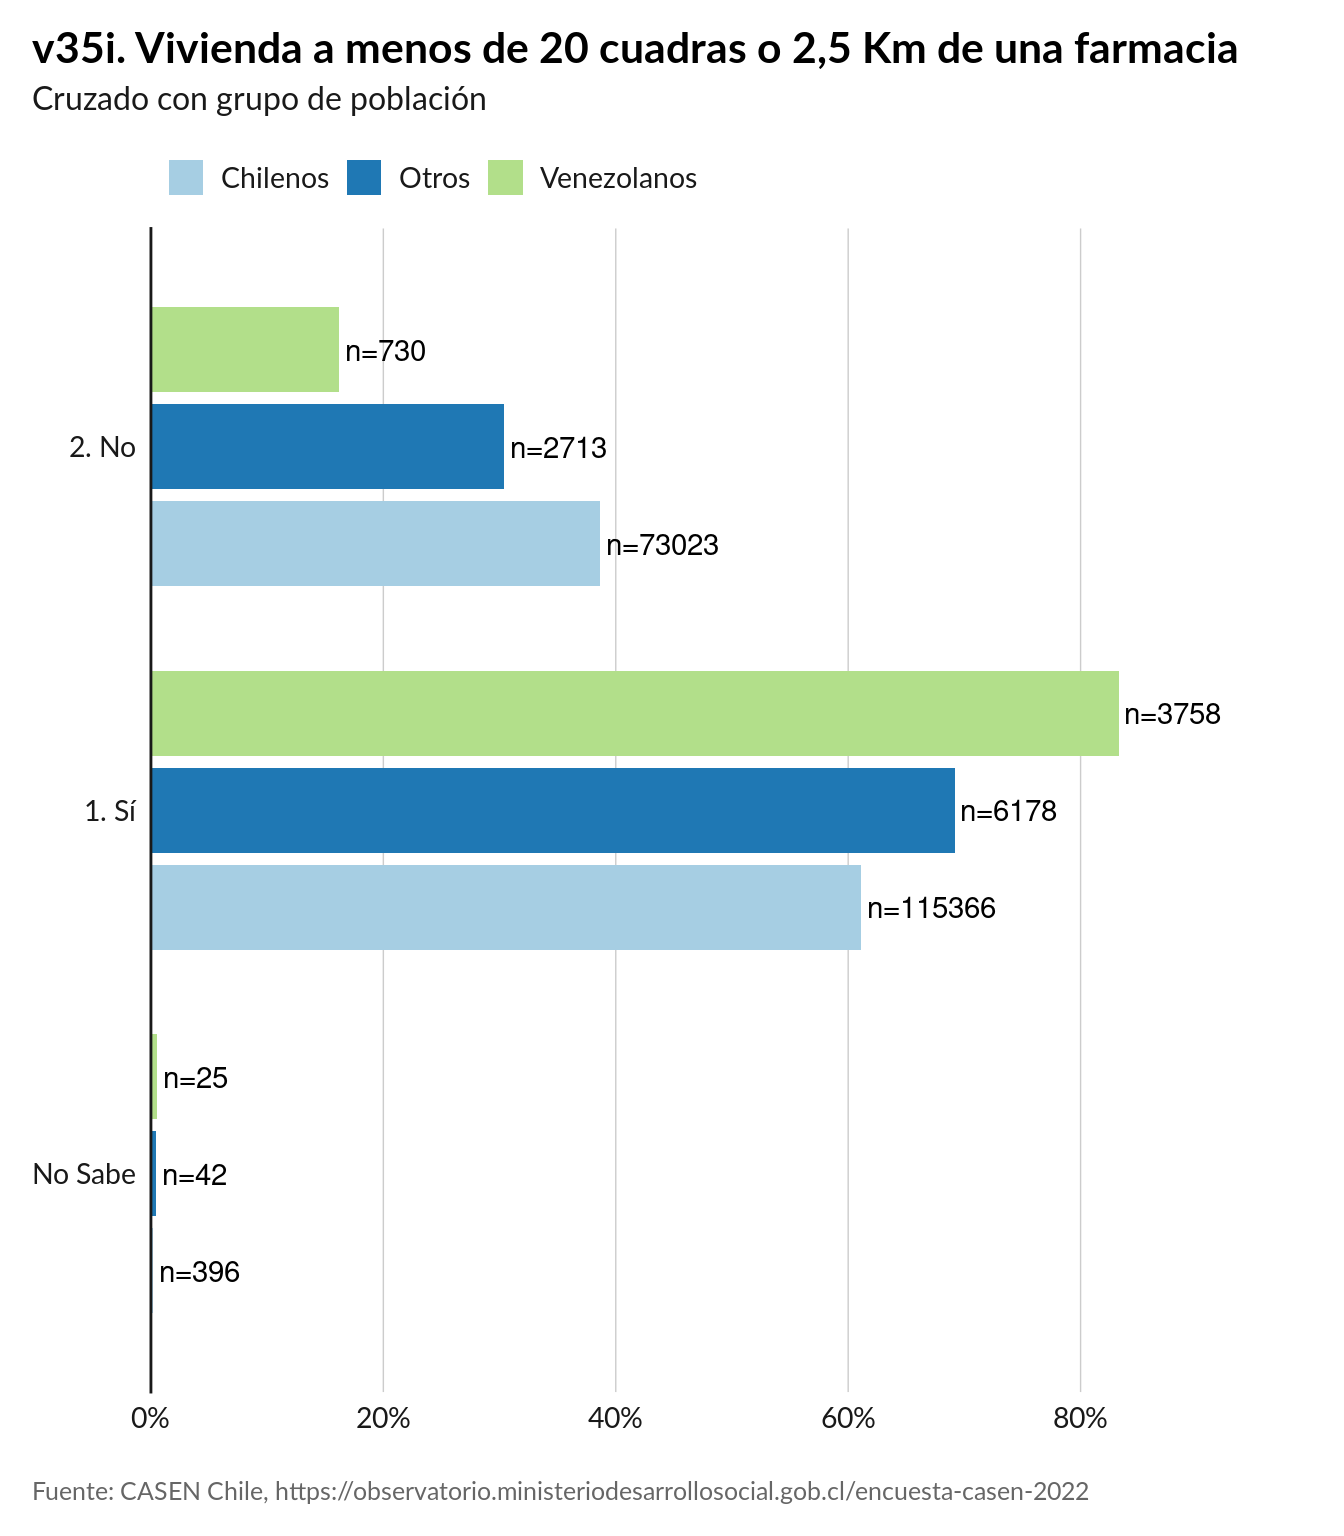 v35i. Vivienda a menos de 20 cuadras o 2,5 Km de una farmacia
Cruzado con grupo de población
Chilenos Otros Venezolanos
n=730
2. No n=2713
n=73023
n=3758
1. Sí n=6178
n=115366
n=25
No Sabe n=42
n=396
0% 20% 40% 60% 80%
Fuente: CASEN Chile, https://observatorio.ministeriodesarrollosocial.gob.cl/encuesta-casen-2022